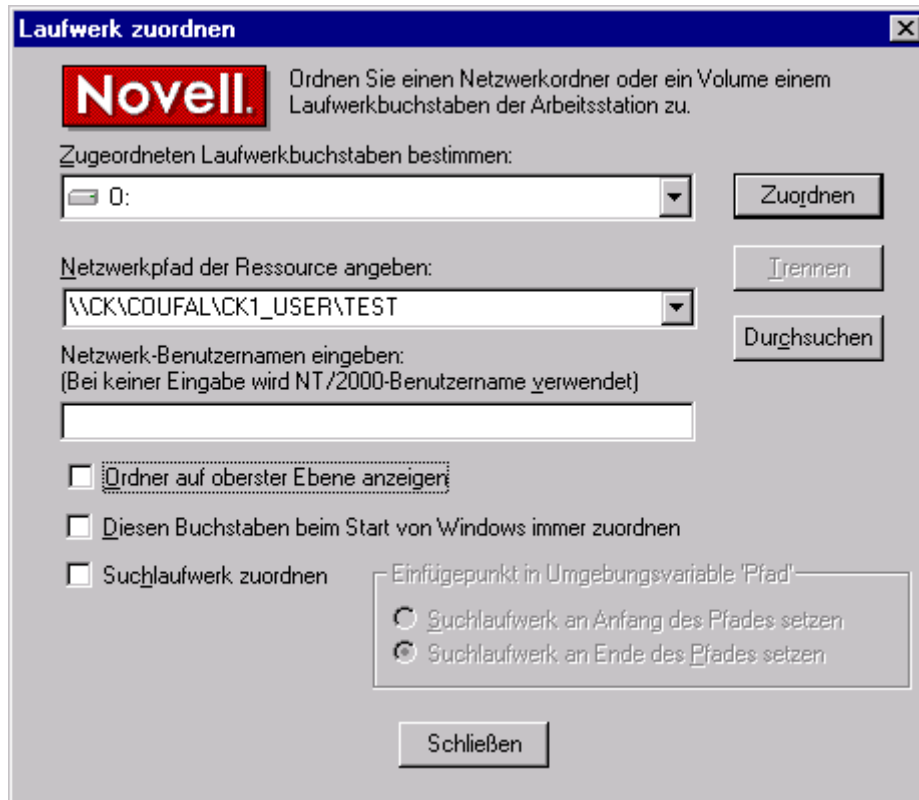 Laufwerk zuordnen
Novell.
Ordnen Sie einen Netzwerkordner oder ein Volume einem
Laufwerkbuchstaben der Arbeitsstation zu.
Zugeordneten Laufwerkbuchstaben bestimmen:
O:
Zuordnen
Netzwerkpfad der Ressource angeben:
Trennen
\\CK\COUFAL\CK1_USER\TEST
Durchsuchen
Netzwerk-Benutzernamen eingeben:
(Bei keiner Eingabe wird NT/2000-Benutzername verwendet)
Ordner auf oberster Ebene anzeigen
Diesen Buchstaben beim Start von Windows immer zuordnen
Suchlaufwerk zuordnen
Einfügepunkt in Umgebungsvariable 'Pfad'
Suchlaufwerk an Anfang des Pfades setzen
Suchlaufwerk an Ende des Pfades setzen
Schließen